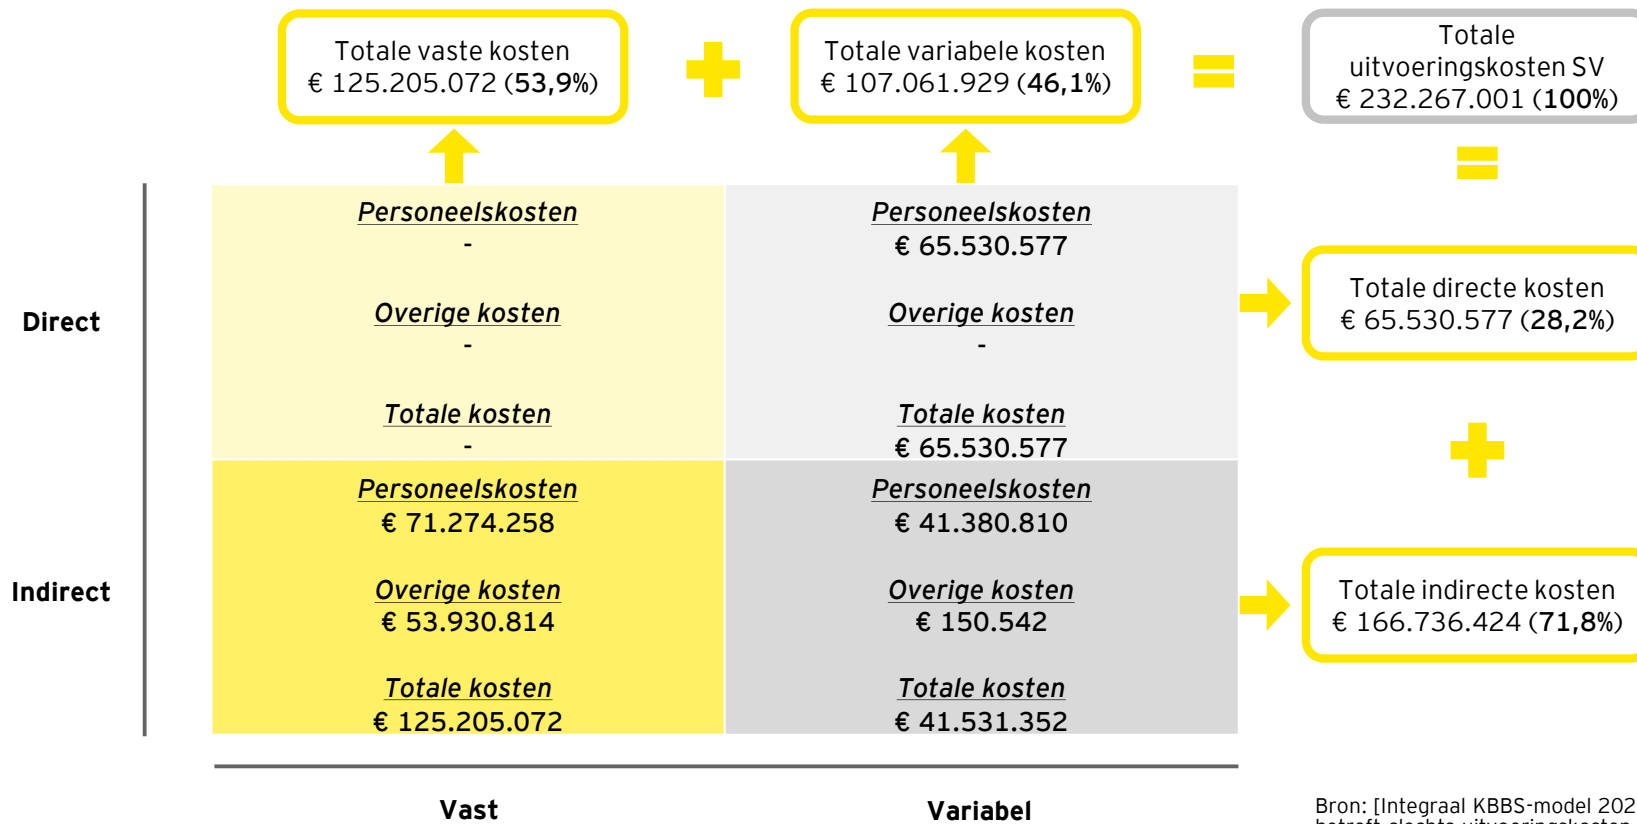 Totale vaste kosten
€ 125.205.072 (53,9%)
Totale variabele kosten
€ 107.061.929 (46,1%)
Totale
uitvoeringskosten SV
€ 232.267.001 (100%)
Direct
Personeelskosten
-
Overige kosten
-
Totale kosten
-
Personeelskosten
€ 65.530.577
Overige kosten
-
Totale kosten
€ 65.530.577
Totale directe kosten
€ 65.530.577 (28,2%)
Indirect
Personeelskosten
€ 71.274.258
Overige kosten
€ 53.930.814
Totale kosten
€ 125.205.072
Personeelskosten
€ 41.380.810
Overige kosten
€ 150.542
Totale kosten
€ 41.531.352
Totale indirecte kosten
€ 166.736.424 (71,8%)
Vast
Variabel
Bron: [Integraal KBBS-model 202
betreft slechts uitvoeringskosten